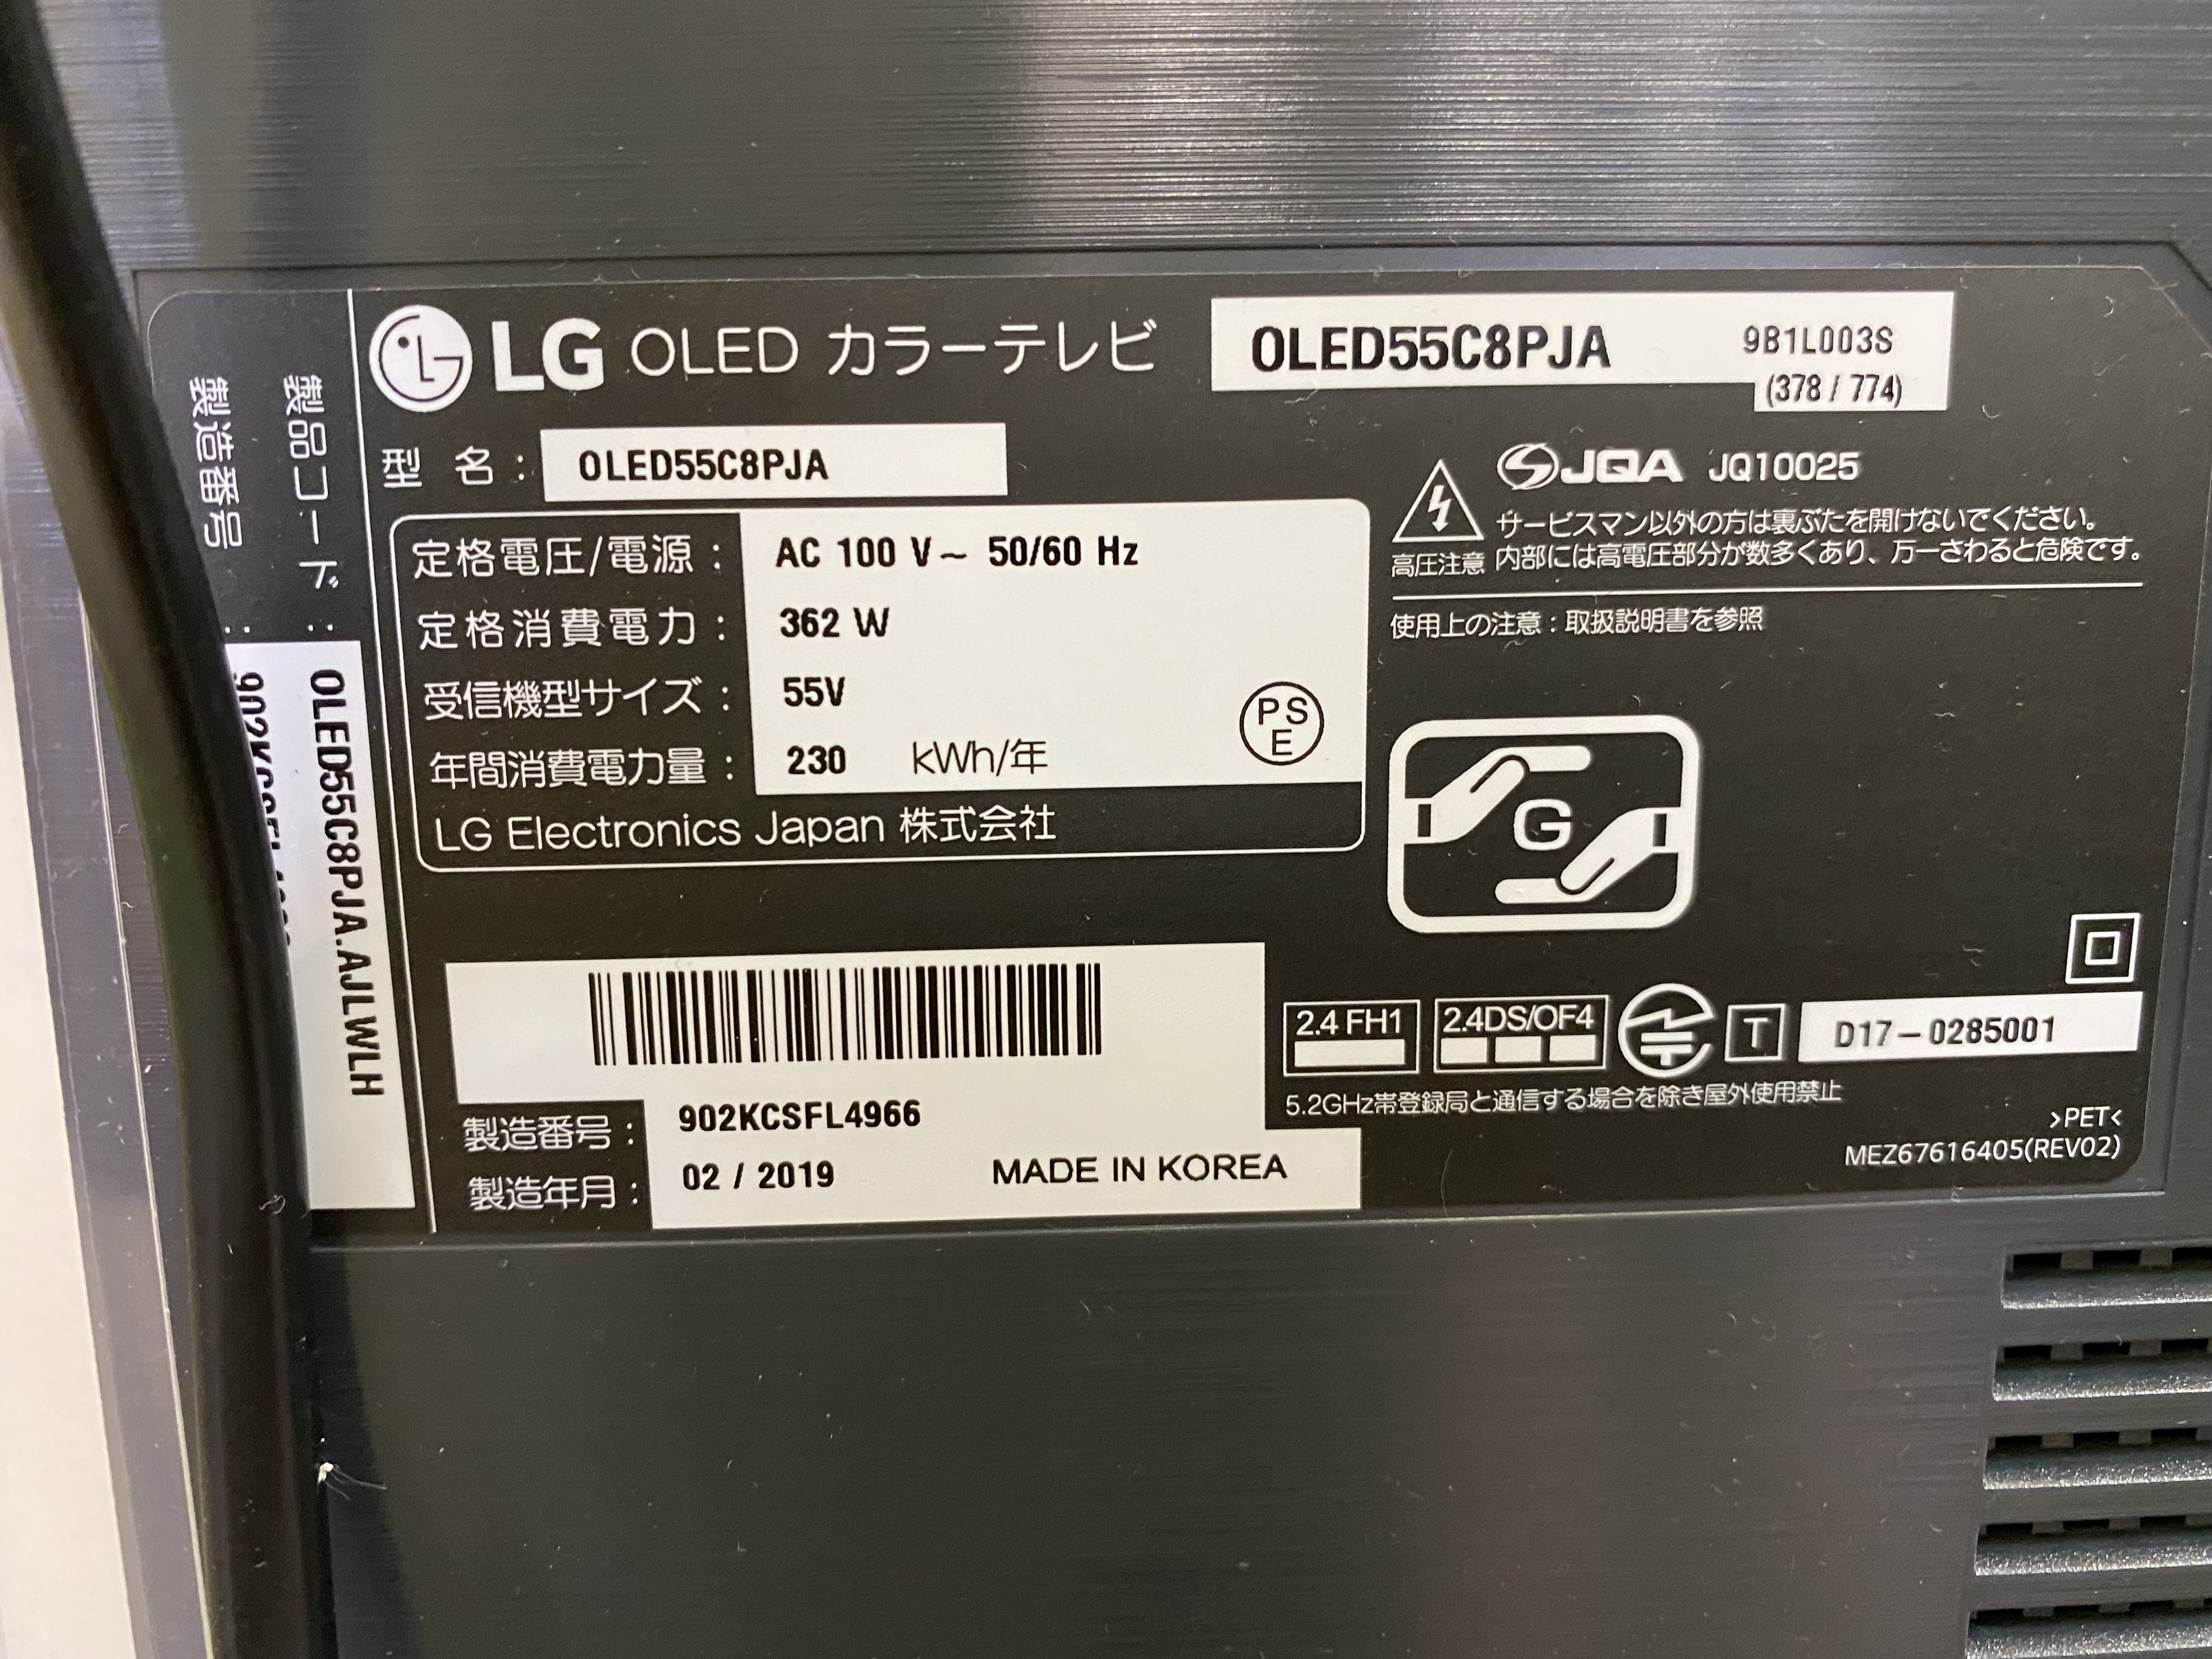 LG OLED カラーテレビ
OLED55C8PJA 9B1L003S
(378 / 774)
型 名 : OLED55C8PJA
定格電圧/電源 : AC 100 V~ 50/60 Hz
定格消費電力 : 362 W
受信機型サイズ : 55V
年間消費電力量 : 230 kWh/年
PS
E
LG Electronics Japan 株式会社
JQA JQ10025
サービスマン以外の方は裏ぶたを開けないでください。
高圧注意 内部には高電圧部分が数多くあり、万一さわると危険です。
使用上の注意 : 取扱説明書を参照
G
2.4 FH1 2.4DS/OF4 T D17-0285001
5.2GHz帯登録局と通信する場合を除き屋外使用禁止
>PET<
MEZ67616405(REV02)
製造番号 : 902KCSFL4966
製造年月 : 02 / 2019 MADE IN KOREA
製品コード : OLED55C8PJA.AJLWLH
製造番号 :